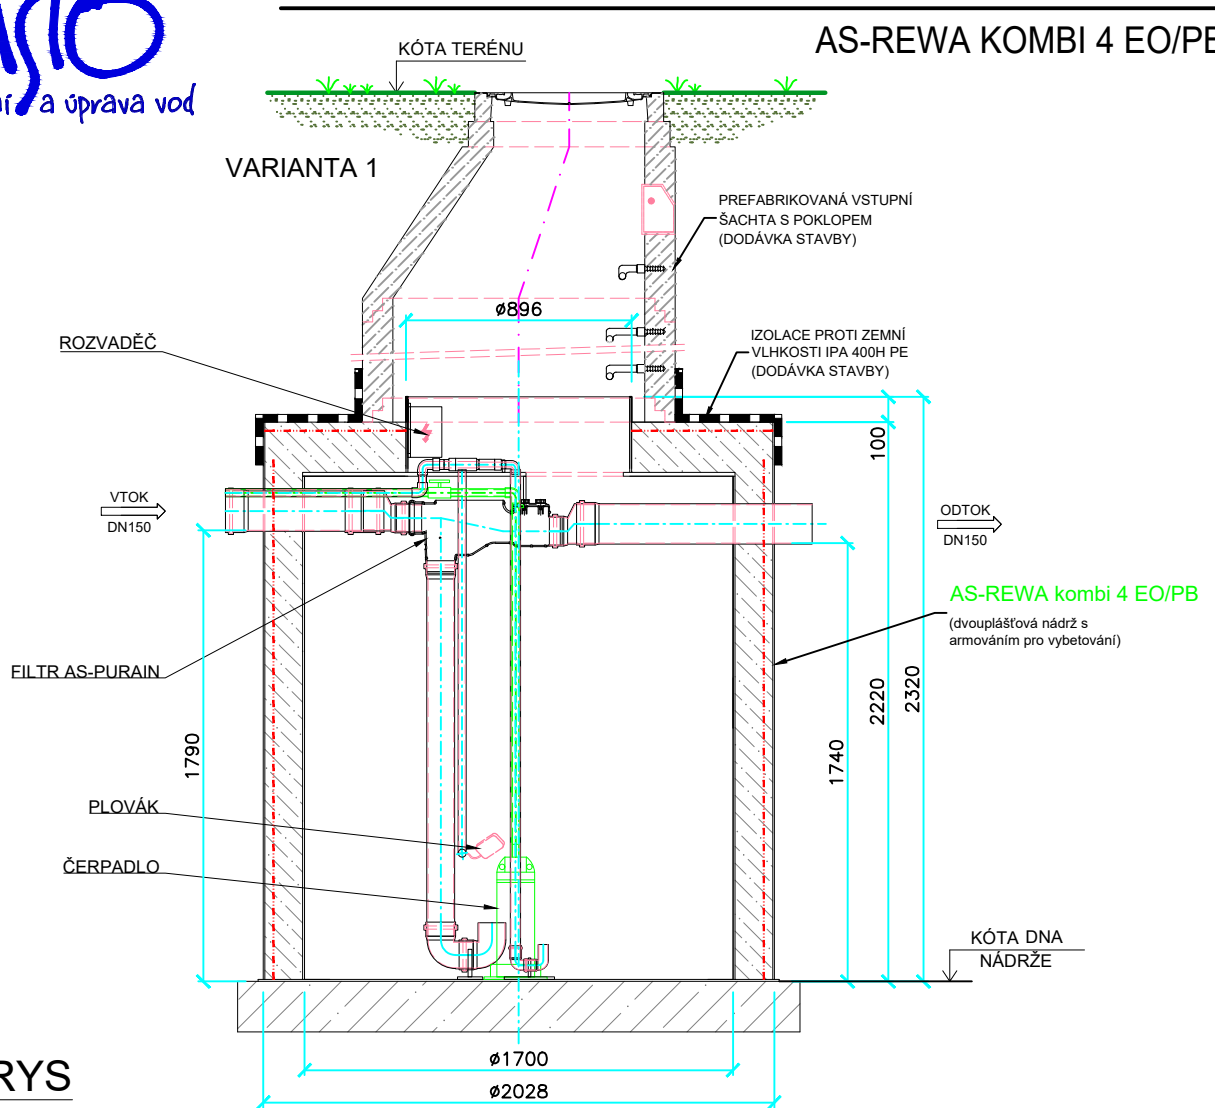 AS-REWA KOMBI 4 EO/PB
a úprava vod
KÓTA TERÉNU
VARIANTA 1
PREFABRIKOVANÁ VSTUPNÍ
ŠACHTA S POKLOPEM
(DODÁVKA STAVBY)
ø896
ROZVADĚČ
IZOLACE PROTI ZEMNÍ
VLHKOSTI IPA 400H PE
(DODÁVKA STAVBY)
100
VTOK
DN150
ODTOK
DN150
AS-REWA kombi 4 EO/PB
(dvouplášťová nádrž s
armováním pro vybetování)
FILTR AS-PURAIN
2220
2320
1790
1740
PLOVÁK
ČERPADLO
KÓTA DNA
NÁDRŽE
ø1700
RYS
ø2028